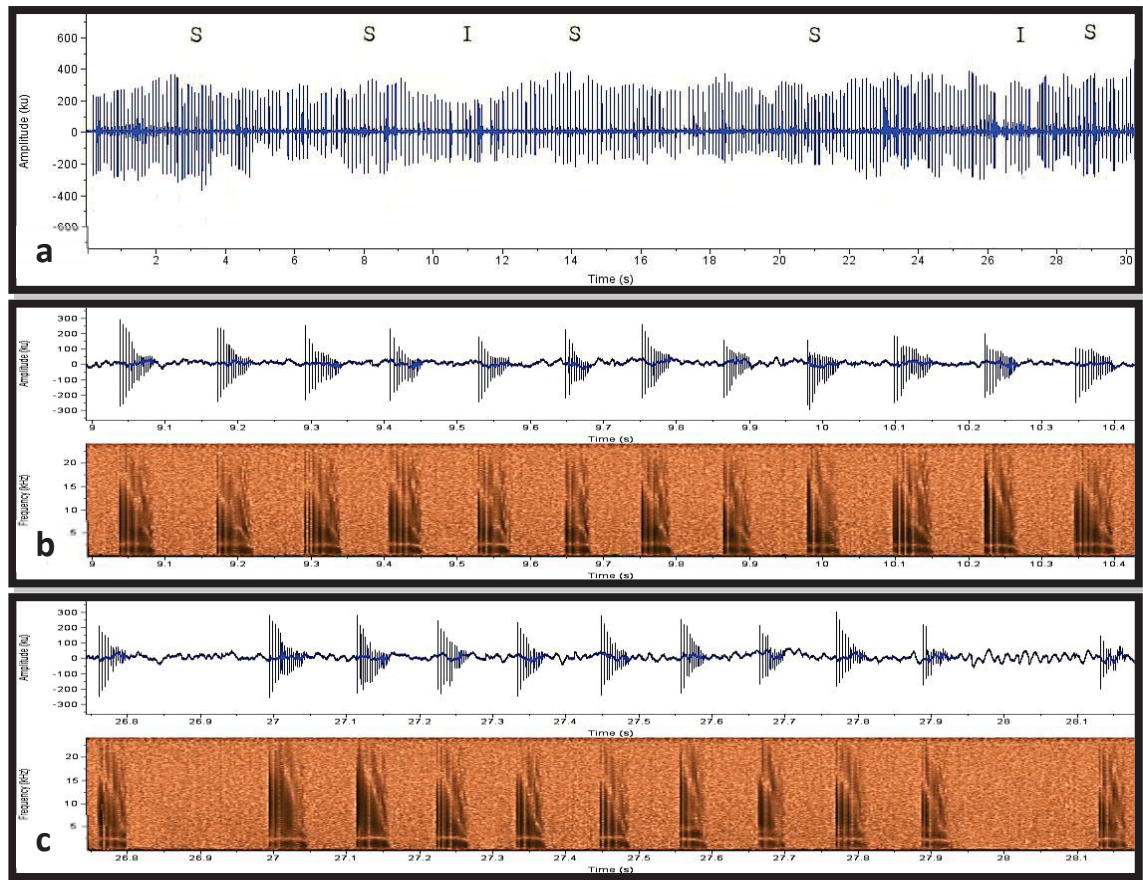 S S I S S I S
600
400
200
0
-200
-400
-600
Amplitude (ku)
a
2 4 6 8 10 12 14 16 18 20 22 24 26 28 30
Time (s)
300
200
100
0
-100
-200
-300
Amplitude (ku)
9 9.1 9.2 9.3 9.4 9.5 9.6 9.7 9.8 9.9 10 10.1 10.2 10.3 10.4
Time (s)
20
15
10
5
Frequency (kHz)
b
9 9.1 9.2 9.3 9.4 9.5 9.6 9.7 9.8 9.9 10 10.1 10.2 10.3 10.4
Time (s)
300
200
100
0
-100
-200
-300
Amplitude (ku)
26.8 26.9 27 27.1 27.2 27.3 27.4 27.5 27.6 27.7 27.8 27.9 28 28.1
Time (s)
20
15
10
5
Frequency (kHz)
c
26.8 26.9 27 27.1 27.2 27.3 27.4 27.5 27.6 27.7 27.8 27.9 28 28.1
Time (s)